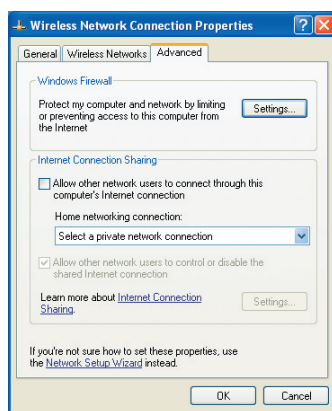 Wireless Network Connection Properties
General Wireless Networks Advanced
Windows Firewall
Protect my computer and network by limiting
or preventing access to this computer from
the Internet
Settings...
Internet Connection Sharing
Allow other network users to connect through this
computer's Internet connection
Home networking connection:
Select a private network connection
Allow other network users to control or disable the
shared Internet connection
Learn more about Internet Connection
Sharing.
Settings...
If you're not sure how to set these properties, use
the Network Setup Wizard instead.
OK Cancel